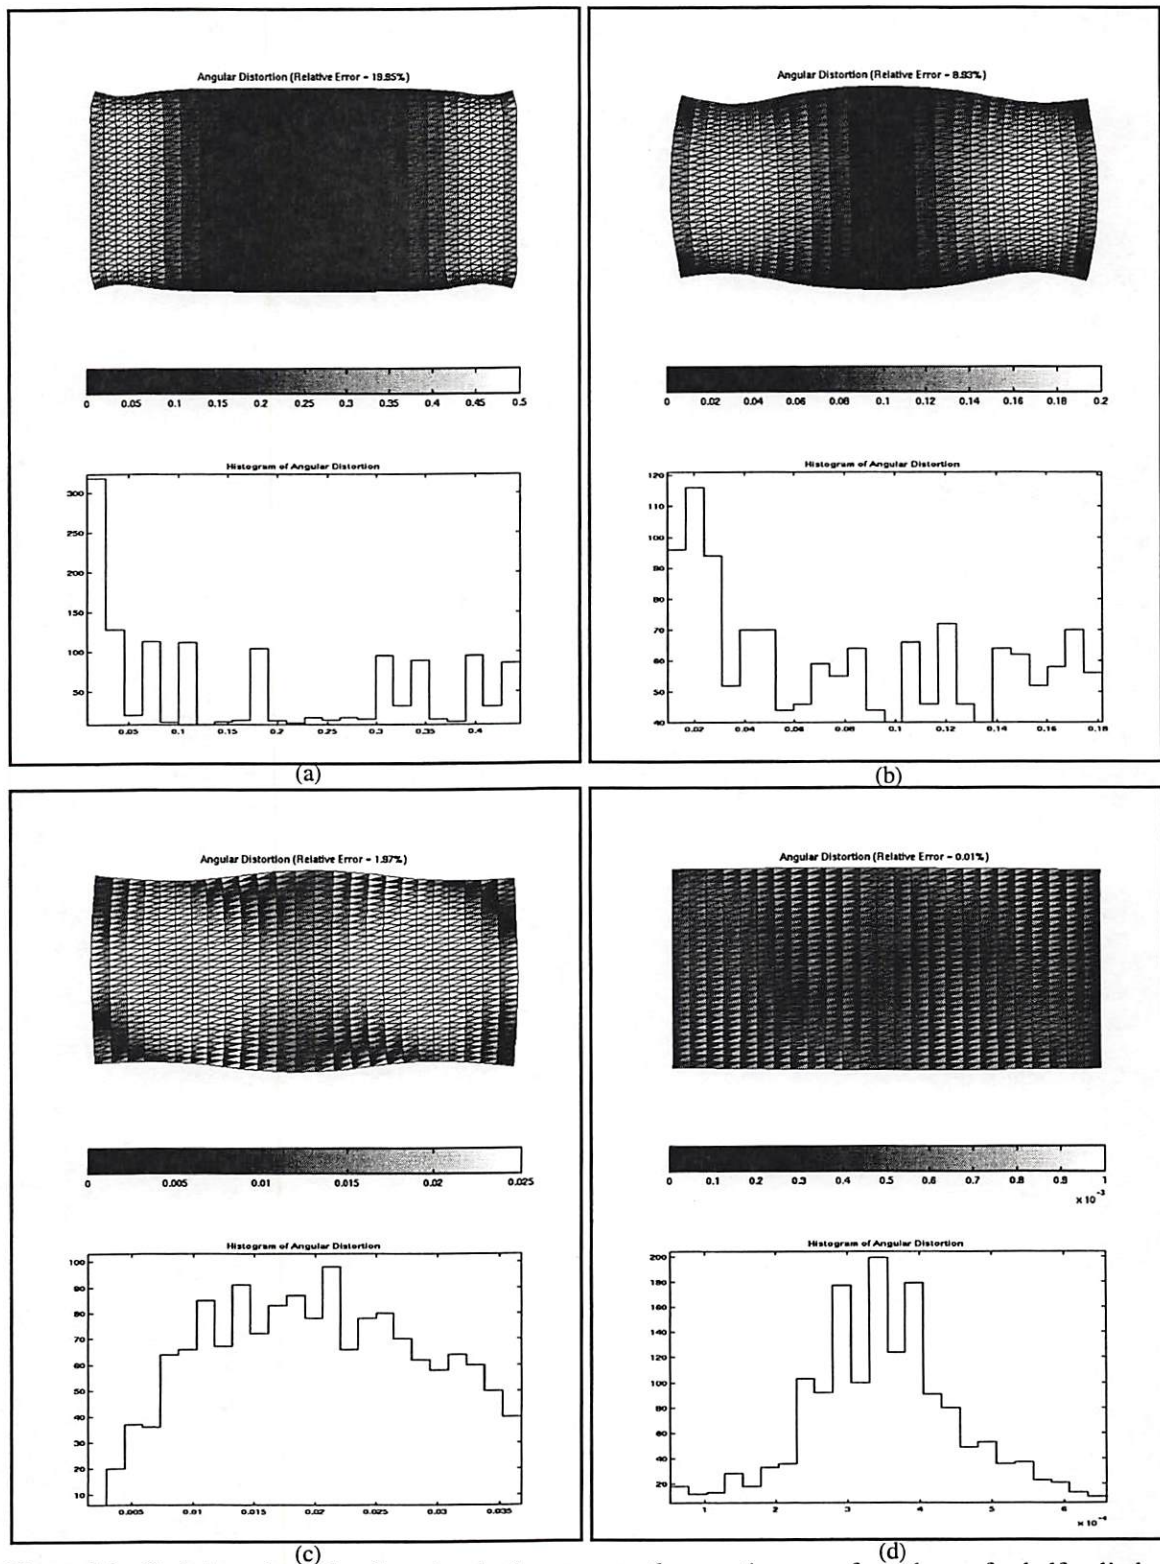 Angular Distortion (Relative Error = 19.95%)
0 0.05 0.1 0.15 0.2 0.25 0.3 0.35 0.4 0.45 0.5
Histogram of Angular Distortion
300
250
200
150
100
50
0.05 0.1 0.15 0.2 0.25 0.3 0.35 0.4
(a)
Angular Distortion (Relative Error = 8.93%)
0 0.02 0.04 0.06 0.08 0.1 0.12 0.14 0.16 0.18 0.2
Histogram of Angular Distortion
120
110
100
90
80
70
60
50
40
0.02 0.04 0.06 0.08 0.1 0.12 0.14 0.16 0.18
(b)
Angular Distortion (Relative Error = 1.97%)
0 0.005 0.01 0.015 0.02 0.025
Histogram of Angular Distortion
100
90
80
70
60
50
40
30
20
10
0.005 0.01 0.015 0.02 0.025 0.03 0.035
(c)
Angular Distortion (Relative Error = 0.01%)
0 0.1 0.2 0.3 0.4 0.5 0.6 0.7 0.8 0.9 1
x 10^-3
Histogram of Angular Distortion
200
180
160
140
120
100
80
60
40
20
1 2 3 4 5 6
x 10^-4
(d)